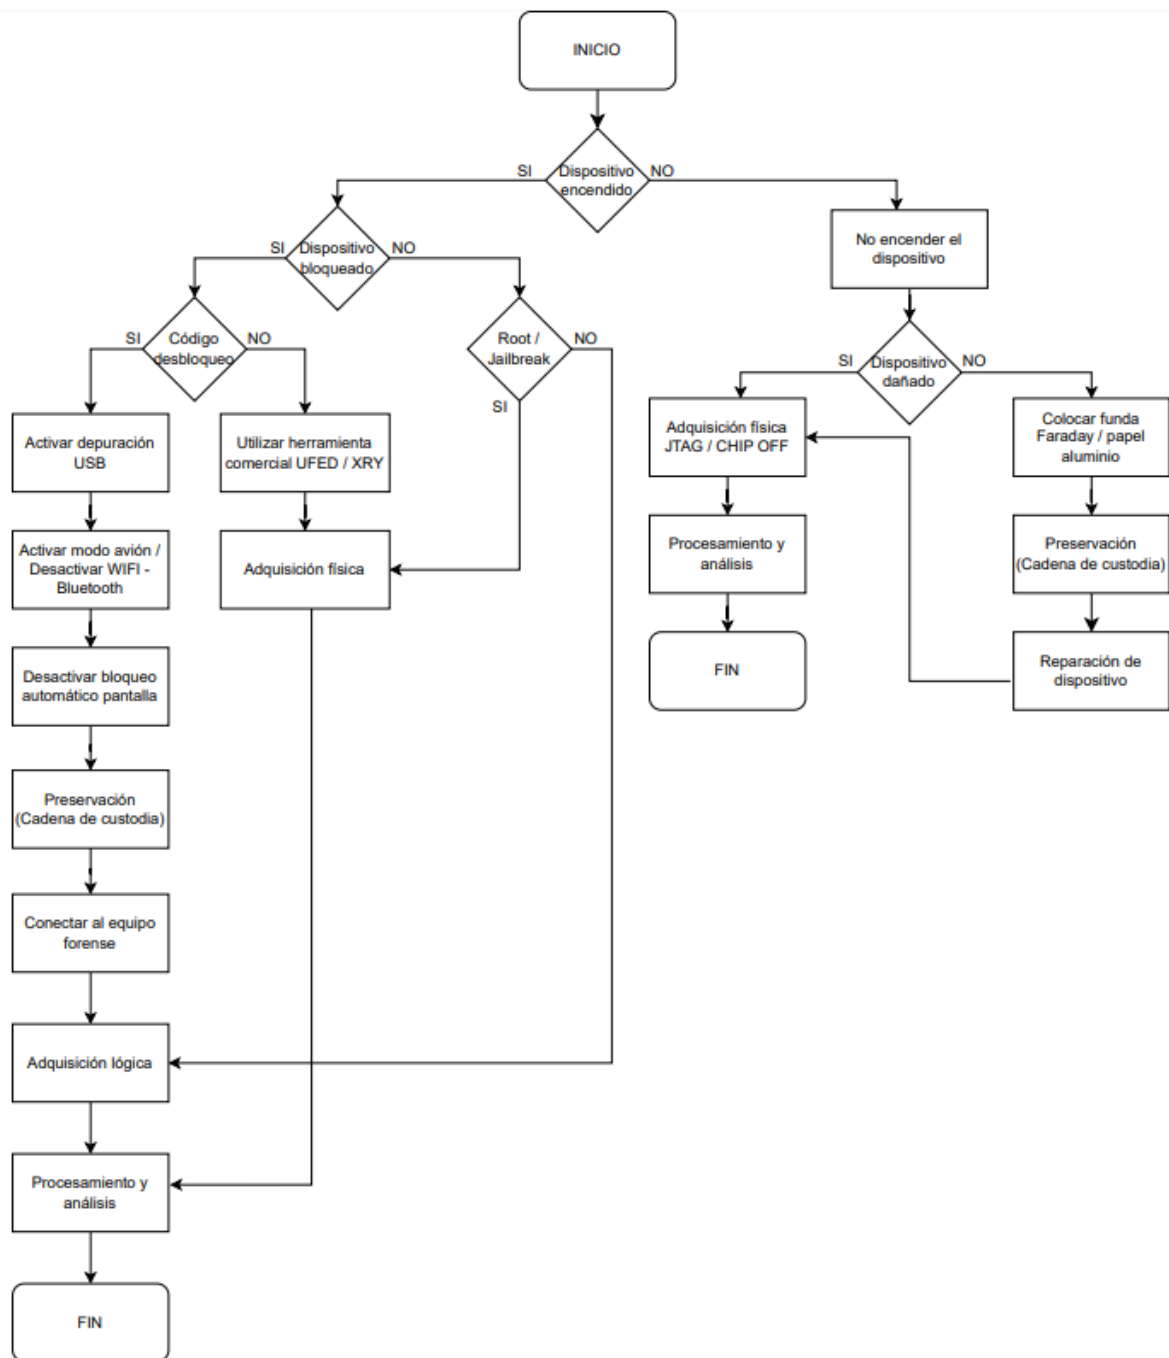 INICIO
SI
Dispositivo
encendido
NO
SI
Dispositivo
bloqueado
NO
No encender el
dispositivo
SI
Código
desbloqueo
NO
Root /
Jailbreak
NO
SI
SI
Dispositivo
dañado
NO
Activar depuración
USB
Utilizar herramienta
comercial UFED / XRY
Adquisición física
JTAG / CHIP OFF
Colocar funda
Faraday / papel
aluminio
Activar modo avión /
Desactivar WIFI -
Bluetooth
Adquisición física
Procesamiento y
análisis
Preservación
(Cadena de custodia)
Desactivar bloqueo
automático pantalla
FIN
Reparación de
dispositivo
Preservación
(Cadena de custodia)
Conectar al equipo
forense
Adquisición lógica
Procesamiento y
análisis
FIN